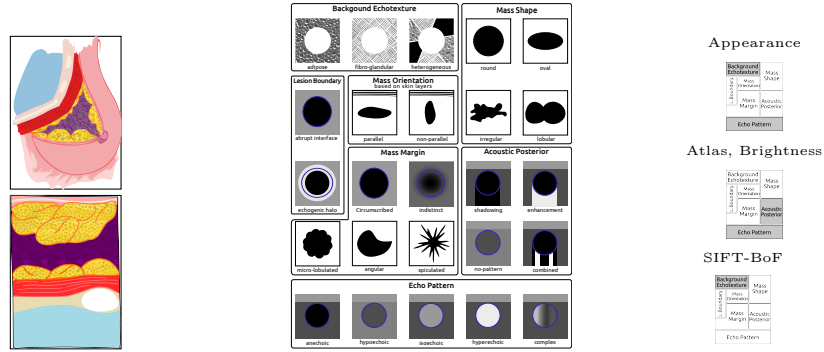 Backgound Echotexture
adipose
fibro-glandular
heterogeneous
Mass Shape
round
oval
irregular
lobular
Lesion Boundary
abrupt interface
echogenic halo
Mass Orientation
based on skin layers
parallel
non-parallel
Mass Margin
Circumscribed
indistinct
micro-lobulated
angular
spiculated
Acoustic Posterior
shadowing
enhancement
no-pattern
combined
Echo Pattern
anechoic
hypoechoic
isoechoic
hyperechoic
complex
Appearance
Background
Echotexture
Mass
Shape
L. Boundary
Mass
Orientation
Mass
Margin
Acoustic
Posterior
Echo Pattern
Atlas, Brightness
Background
Echotexture
Mass
Shape
L. Boundary
Mass
Orientation
Mass
Margin
Acoustic
Posterior
Echo Pattern
SIFT-BoF
Background
Echotexture
Mass
Shape
L. Boundary
Mass
Orientation
Mass
Margin
Acoustic
Posterior
Echo Pattern